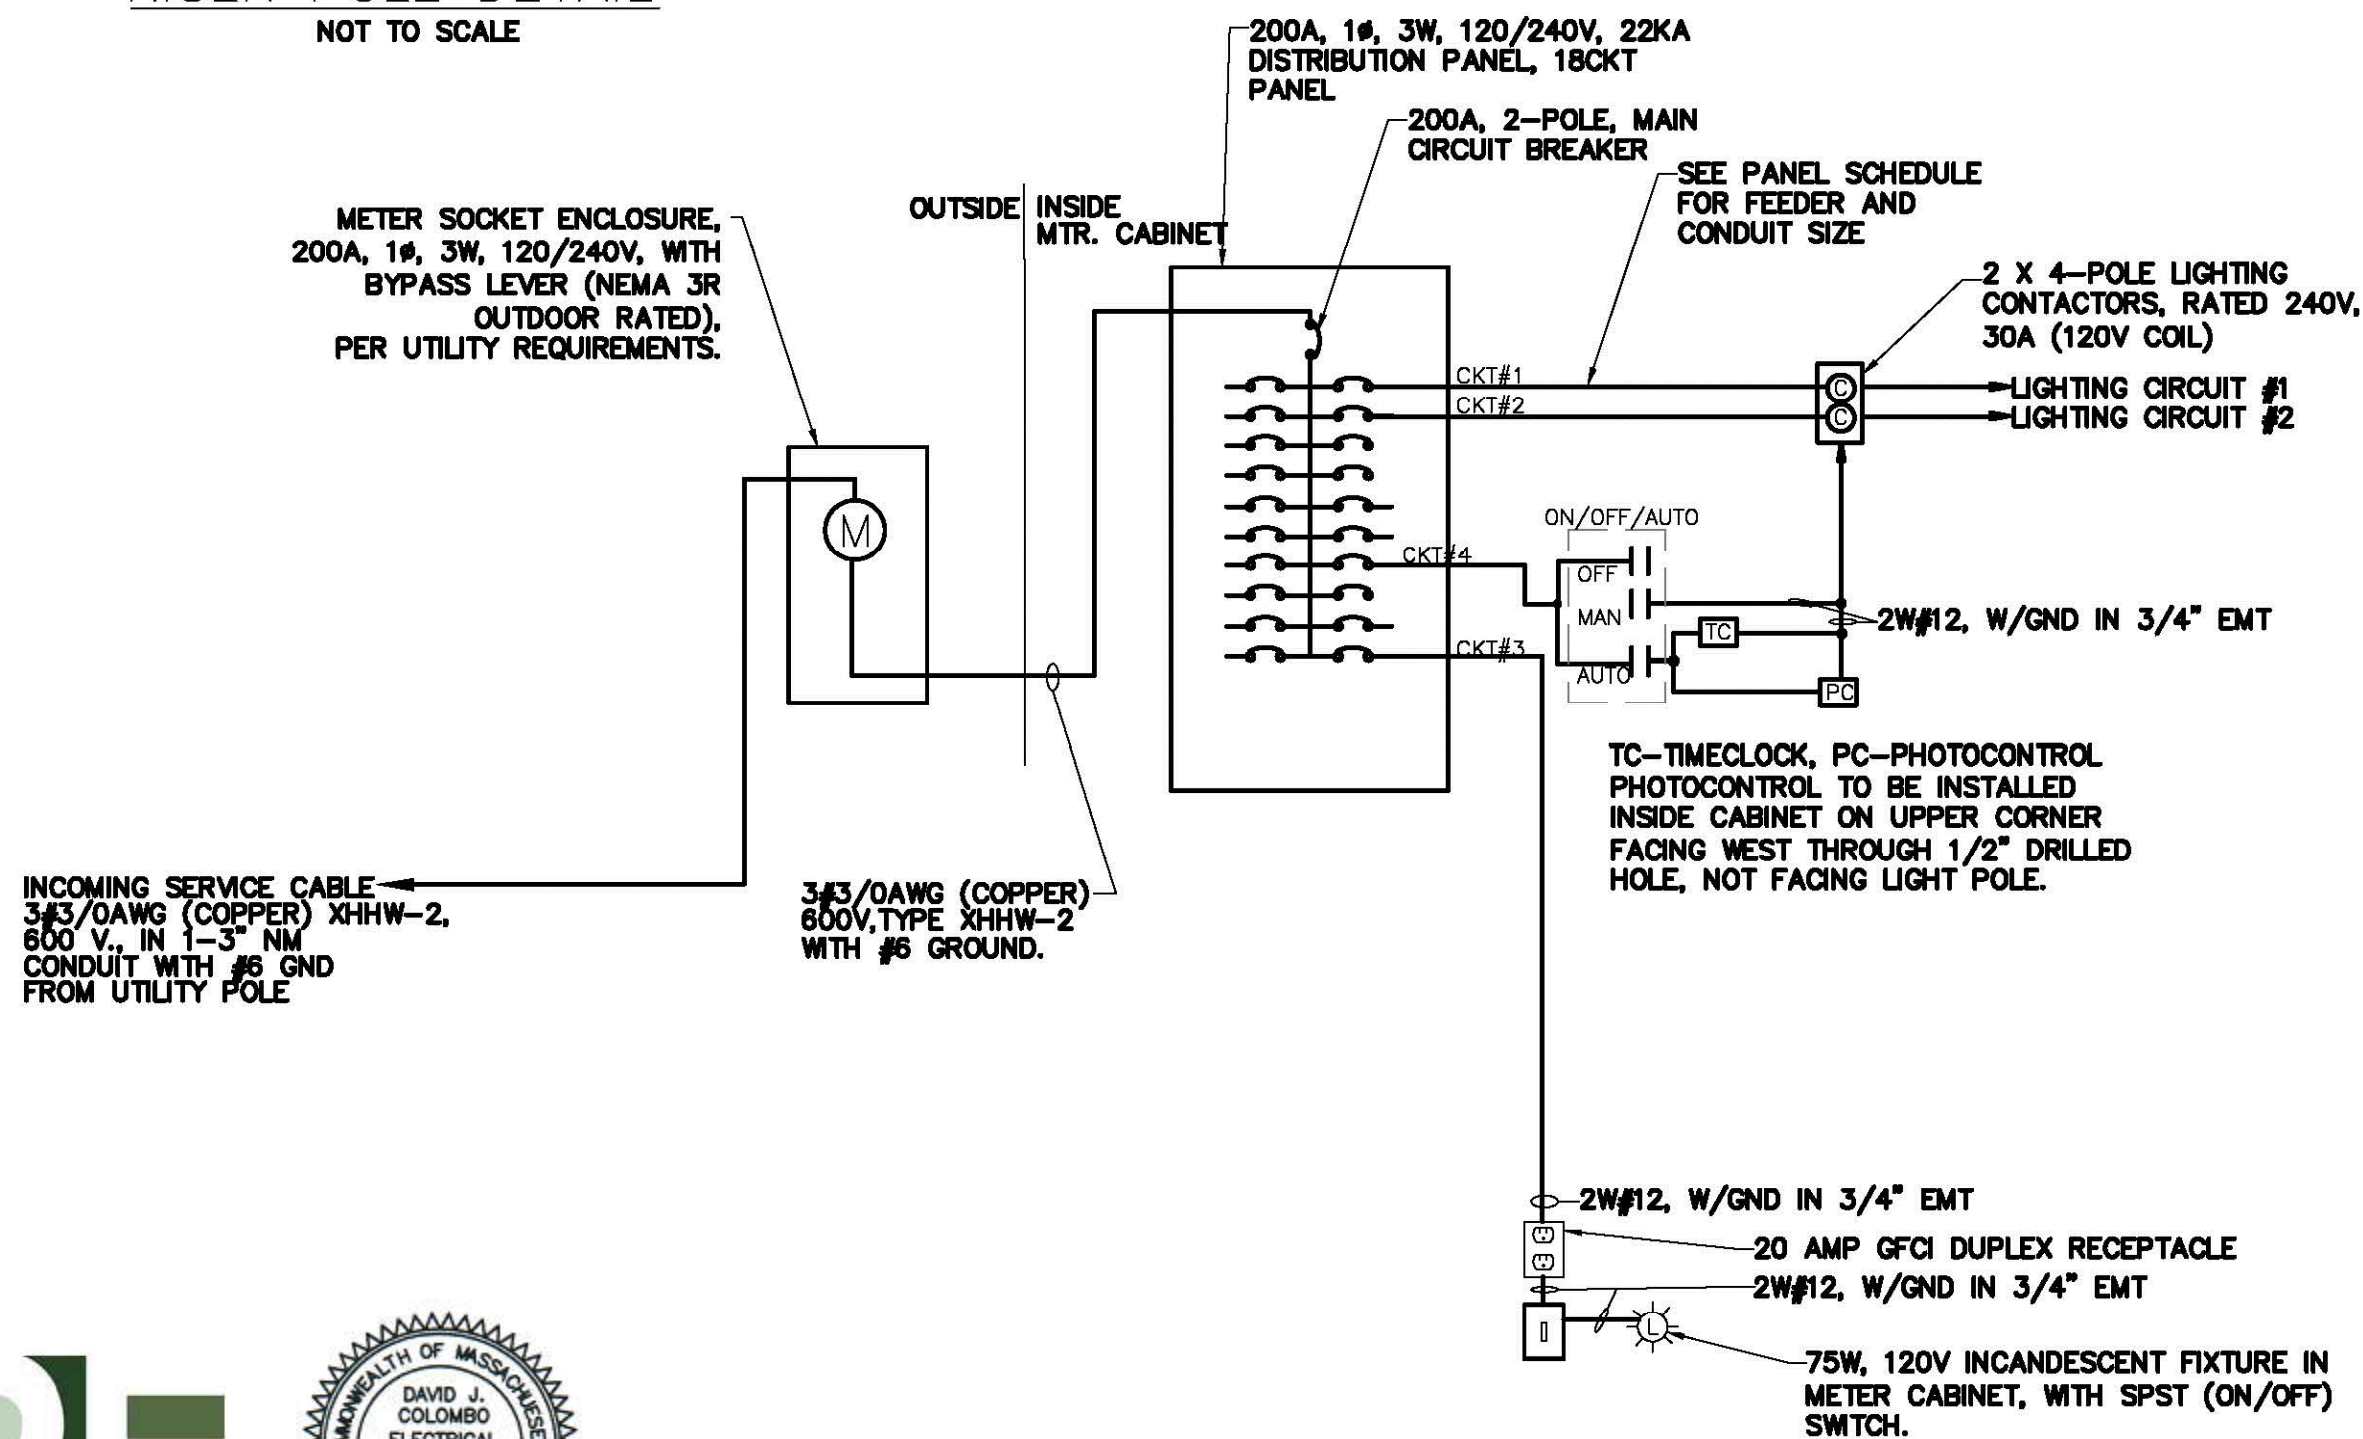 RISER POLE DETAIL
NOT TO SCALE
200A, 1ø, 3W, 120/240V, 22KA
DISTRIBUTION PANEL, 18CKT
PANEL
200A, 2-POLE, MAIN
CIRCUIT BREAKER
SEE PANEL SCHEDULE
FOR FEEDER AND
CONDUIT SIZE
METER SOCKET ENCLOSURE,
200A, 1ø, 3W, 120/240V, WITH
BYPASS LEVER (NEMA 3R
OUTDOOR RATED),
PER UTILITY REQUIREMENTS.
OUTSIDE
INSIDE
MTR. CABINET
2 X 4-POLE LIGHTING
CONTACTORS, RATED 240V,
30A (120V COIL)
CKT#1
C
LIGHTING CIRCUIT #1
CKT#2
C
LIGHTING CIRCUIT #2
M
ON/OFF/AUTO
CKT#4
OFF
MAN
2W#12, W/GND IN 3/4" EMT
TC
CKT#3
AUTO
PC
TC-TIMECLOCK, PC-PHOTOCONTROL
PHOTOCONTROL TO BE INSTALLED
INSIDE CABINET ON UPPER CORNER
FACING WEST THROUGH 1/2" DRILLED
HOLE, NOT FACING LIGHT POLE.
INCOMING SERVICE CABLE
3#3/0AWG (COPPER) XHHW-2,
600 V., IN 1-3" NM
CONDUIT WITH #6 GND
FROM UTILITY POLE
3#3/0AWG (COPPER)
600V,TYPE XHHW-2
WITH #6 GROUND.
2W#12, W/GND IN 3/4" EMT
20 AMP GFCI DUPLEX RECEPTACLE
2W#12, W/GND IN 3/4" EMT
L
75W, 120V INCANDESCENT FIXTURE IN
METER CABINET, WITH SPST (ON/OFF)
SWITCH.
OF MASSACHUESE
DAVID J.
COLOMBO
ELECTRICAL